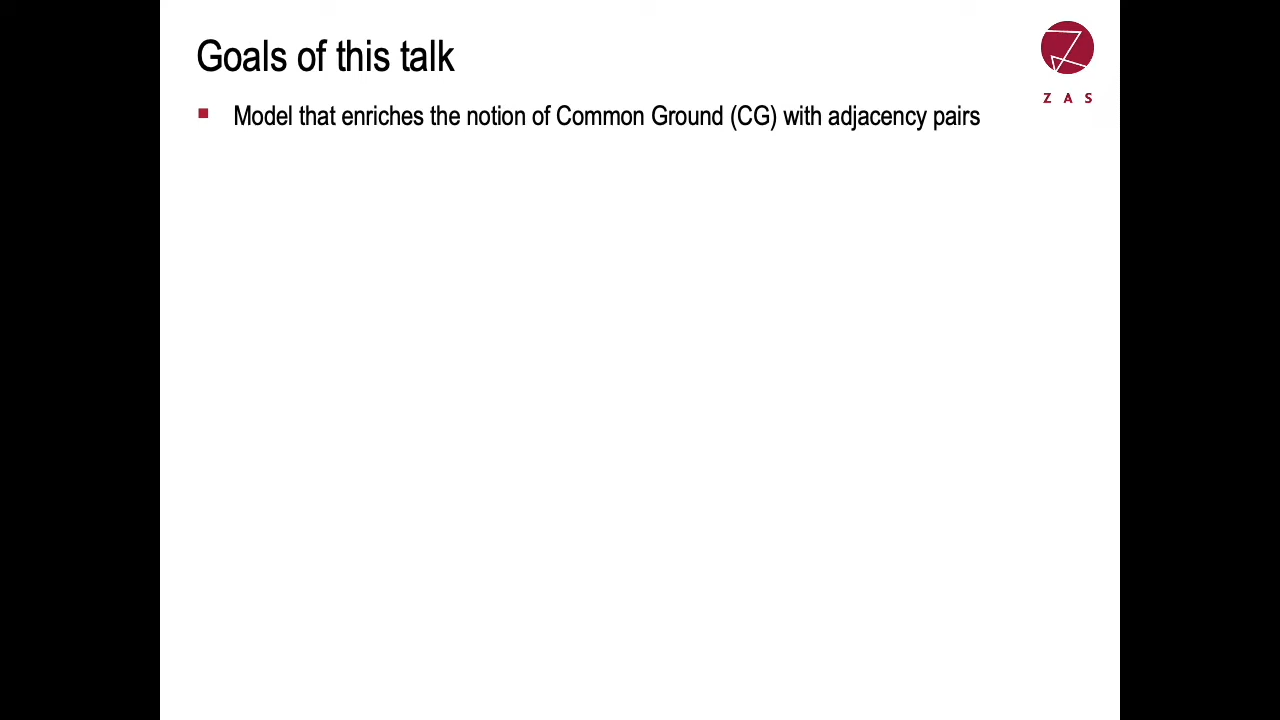 Goals of this talk
Model that enriches the notion of Common Ground (CG) with adjacency pairs
Z A S